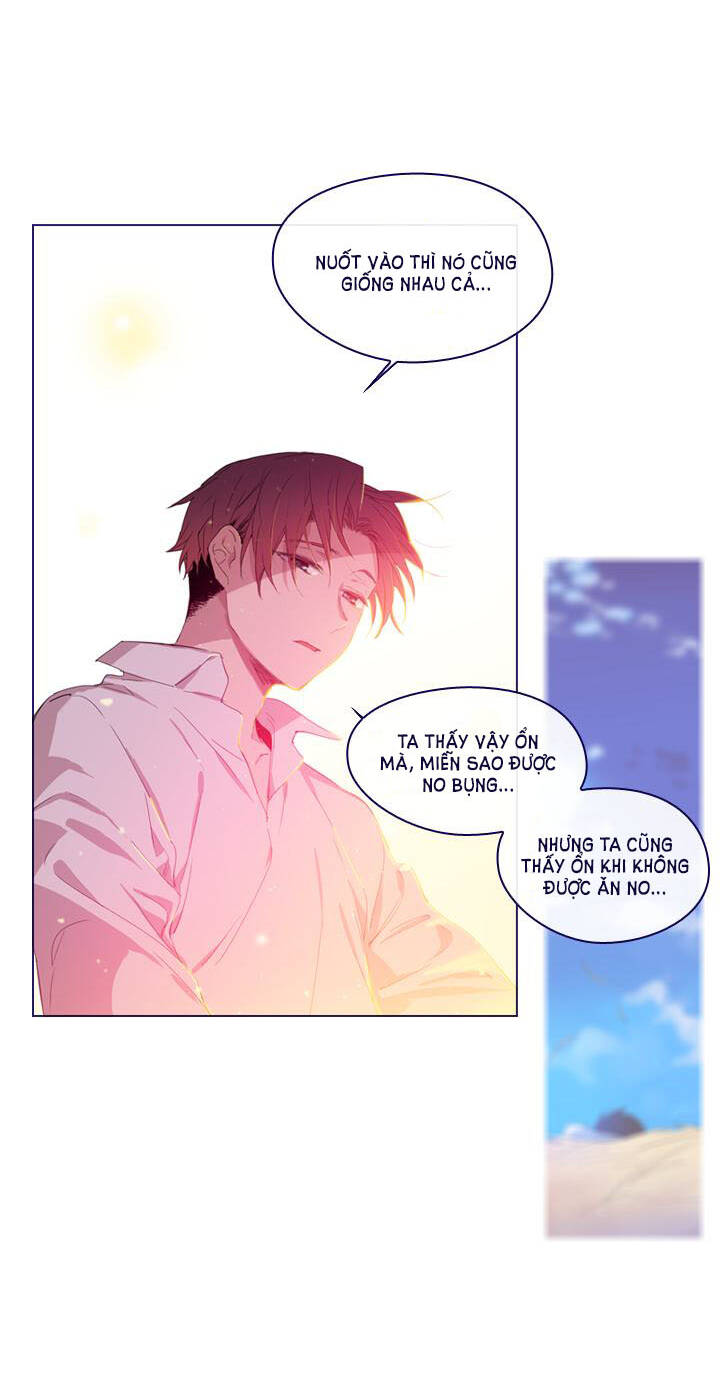 NUỐT VÀO THÌ NÓ CŨNG
GIỐNG NHAU CẢ...
TA THẤY VẬY ỔN
MÀ, MIỄN SAO ĐƯỢC
NO BỤNG...
NHƯNG TA CŨNG
THẤY ỔN KHI KHÔNG
ĐƯỢC ĂN NO...